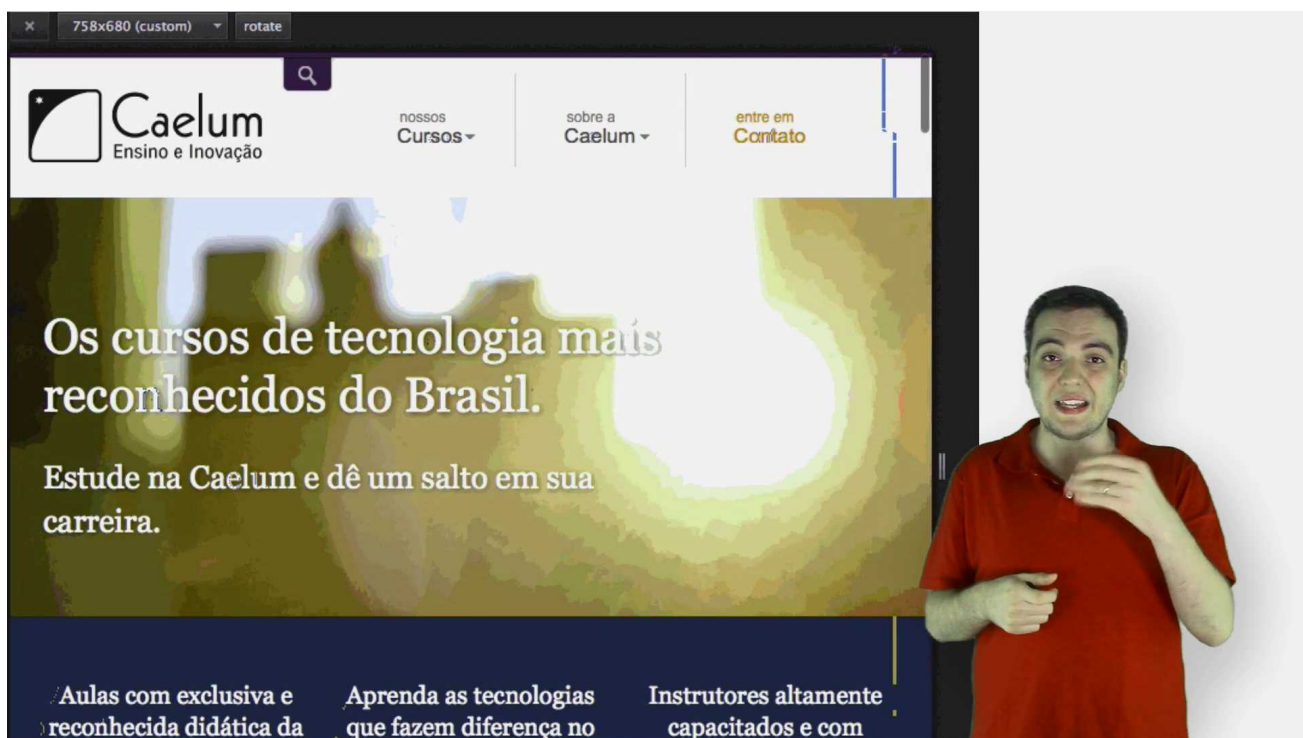 758x680 (custom)
rotate
Caelum
Ensino e Inovação
nossos
Cursos
sobre a
Caelum
entre em
Contato
Os cursos de tecnologia mais
reconhecidos do Brasil.
Estude na Caelum e dê um salto em sua
carreira.
Aulas com exclusiva e
reconhecida didática da
Aprenda as tecnologias
que fazem diferença no
Instrutores altamente
capacitados e com